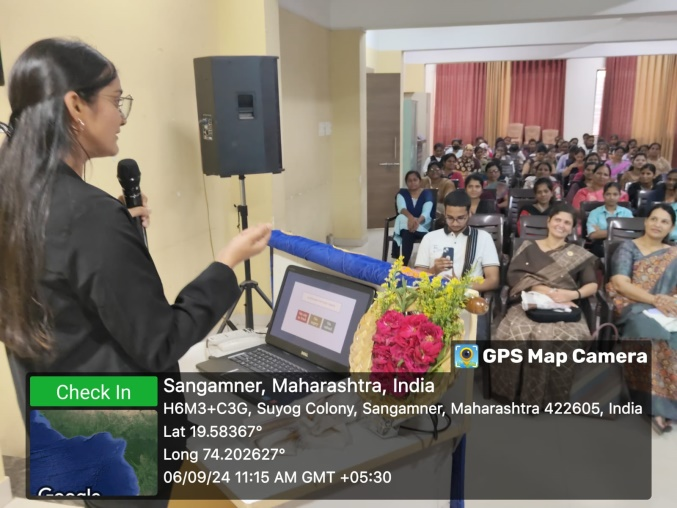 GPS Map Camera
Check In
Sangamner, Maharashtra, India
H6M3+C3G, Suyog Colony, Sangamner, Maharashtra 422605, India
Lat 19.58367°
Long 74.202627°
06/09/24 11:15 AM GMT +05:30
Google